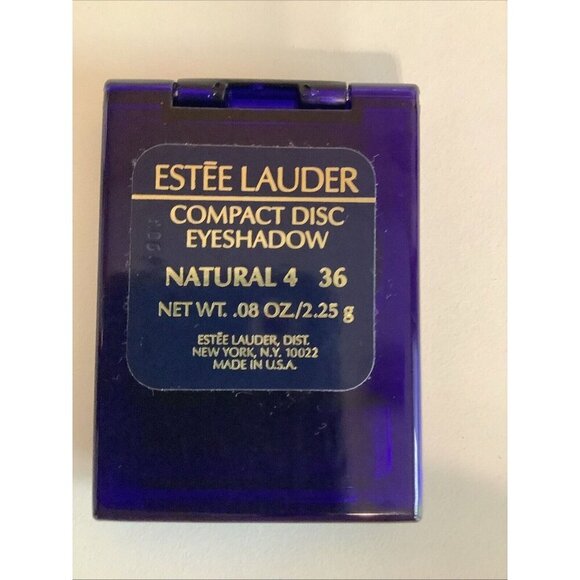 ESTĒE LAUDER
COMPACT DISC
EYESHADOW
NATURAL 4 36
NET WT. .08 OZ./2.25 g
ESTĒE LAUDER, DIST.
NEW YORK, N.Y. 10022
MADE IN U.S.A.